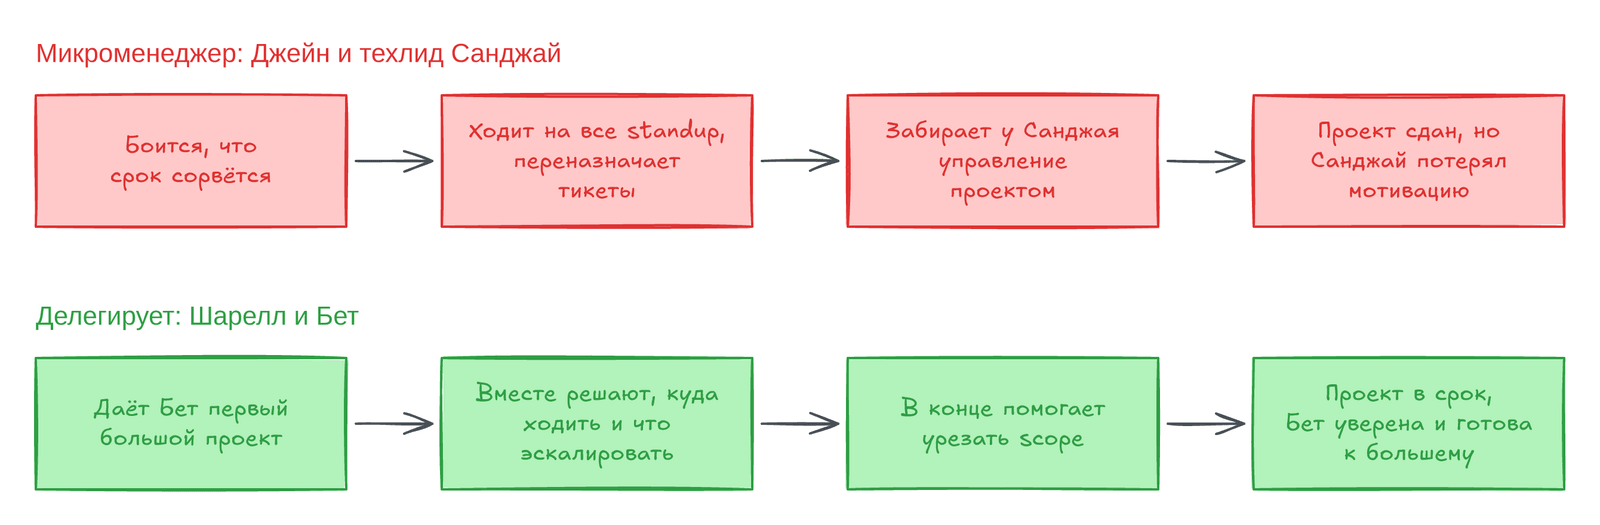 Микроменеджер: Джейн и техлид Санджай
Боится, что
срок сорвётся
Ходит на все standup,
переназначает
тикеты
Забирает у Санджая
управление
проектом
Проект сдан, но
Санджай потерял
мотивацию
Делегирует: Шарелл и Бет
Даёт Бет первый
большой проект
Вместе решают, куда
ходить и что
эскалировать
В конце помогает
урезать scope
Проект в срок,
Бет уверена и готова
к большему